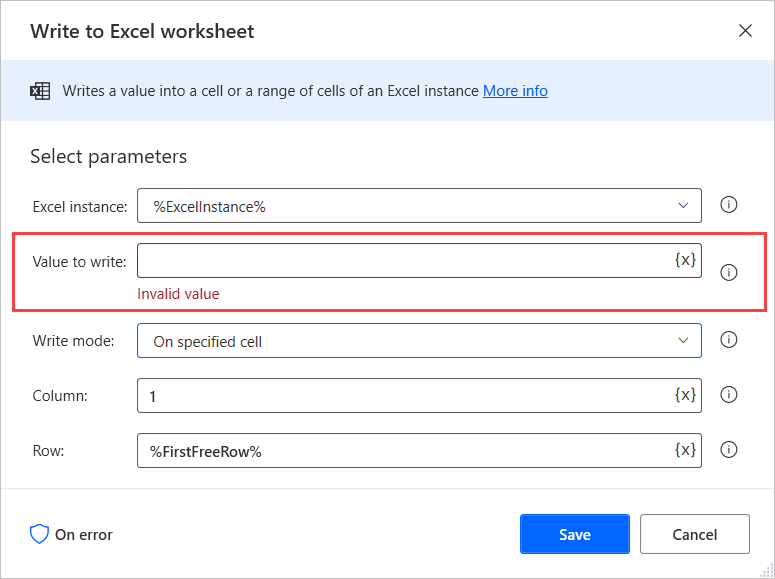 Write to Excel worksheet
Writes a value into a cell or a range of cells of an Excel instance More info
Select parameters
Excel instance: %ExcelInstance%
Value to write: {x}
Invalid value
Write mode: On specified cell
Column: 1 {x}
Row: %FirstFreeRow% {x}
On error Save Cancel